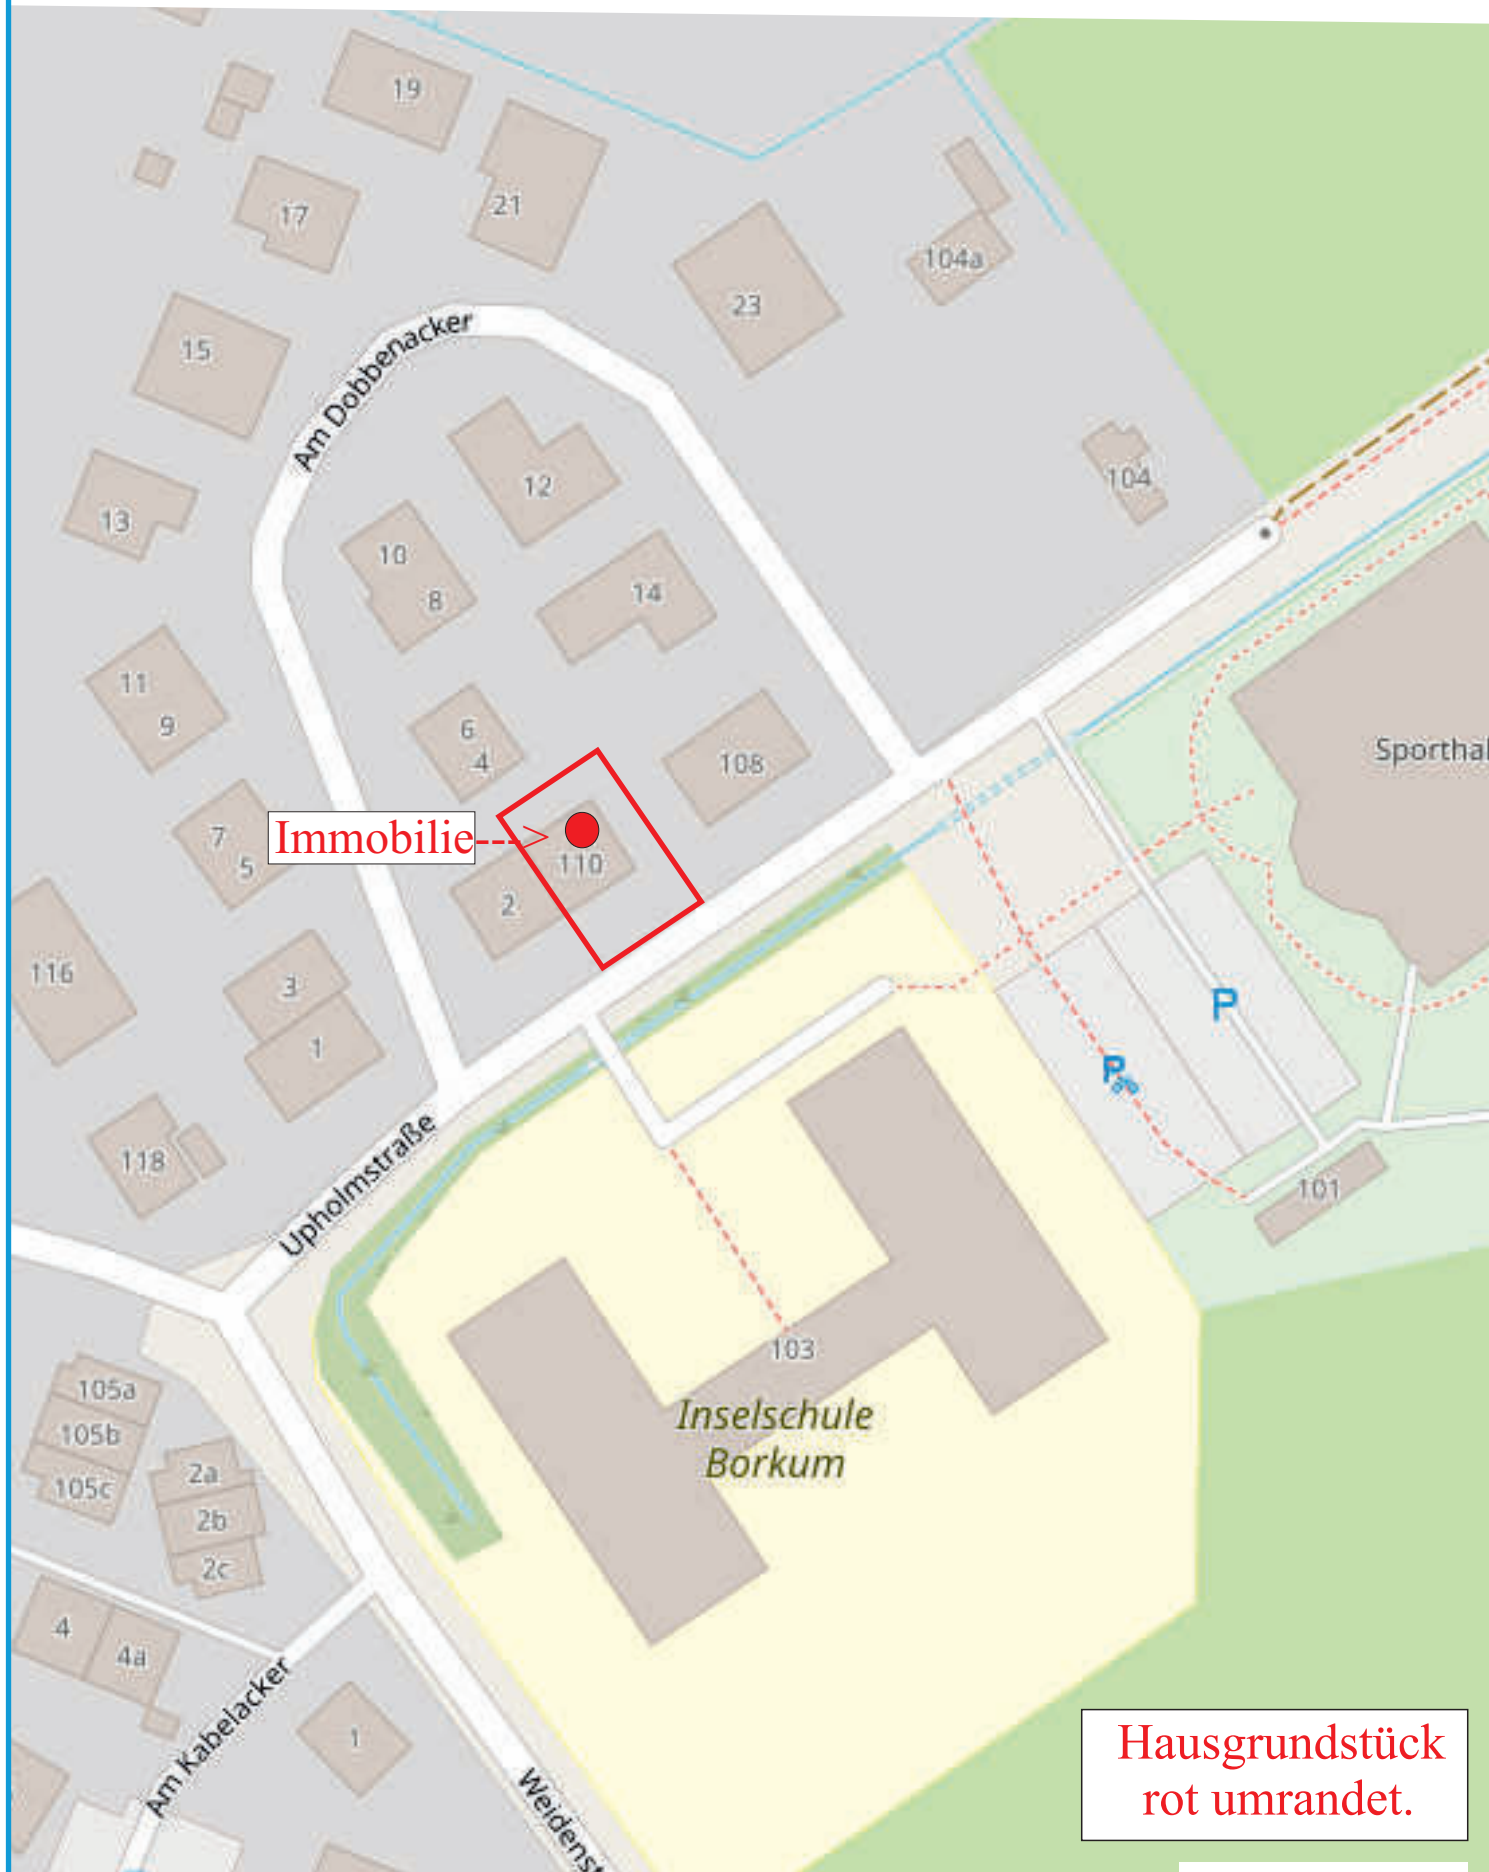 19
17
21
104a
23
15
Am Dobbenacker
12
104
13
10
8
14
11
9
6
4
108
Sporthal
Immobilie-->
7
5
110
2
116
3
1
P
P
118
Upholmstraße
101
103
Inselschule
Borkum
105a
105b
105c
2a
2b
2c
4
4a
Am Kabelacker
1
Weidenst
Hausgrundstück
rot umrandet.